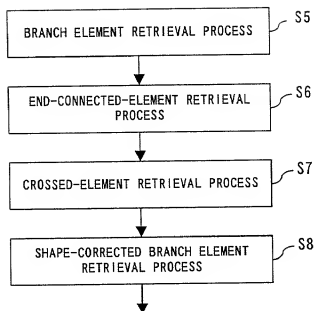 BRANCH ELEMENT RETRIEVAL PROCESS
S5
END-CONNECTED-ELEMENT RETRIEVAL
PROCESS
S6
CROSSED-ELEMENT RETRIEVAL PROCESS
S7
SHAPE-CORRECTED BRANCH ELEMENT
RETRIEVAL PROCESS
S8